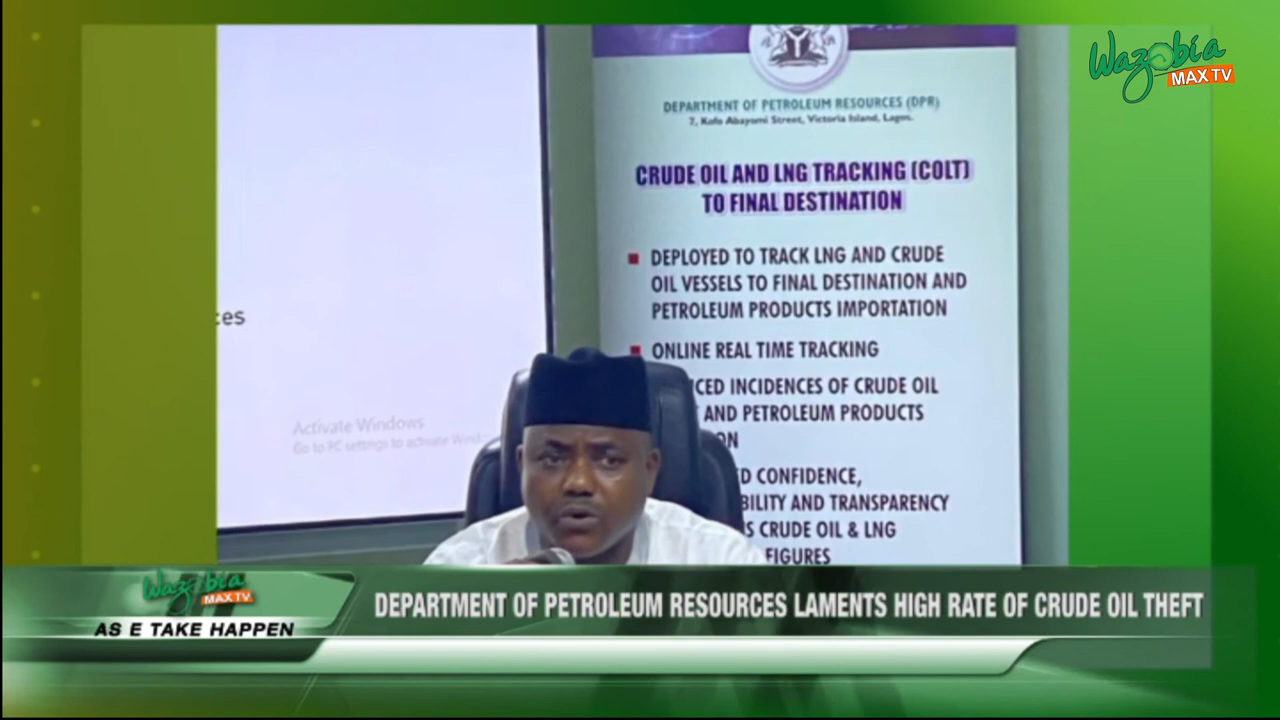 Wazobia
MAX TV
DEPARTMENT OF PETROLEUM RESOURCES (DPR)
7, Kofo Abayomi Street, Victoria Island, Lagos.
CRUDE OIL AND LNG TRACKING (COLT)
TO FINAL DESTINATION
DEPLOYED TO TRACK LNG AND CRUDE
OIL VESSELS TO FINAL DESTINATION AND
PETROLEUM PRODUCTS IMPORTATION
ces
ONLINE REAL TIME TRACKING
CED INCIDENCES OF CRUDE OIL
AND PETROLEUM PRODUCTS
ON
Activate Windows
Go to PC settings to activate Wind
D CONFIDENCE,
BILITY AND TRANSPARENCY
S CRUDE OIL & LNG
FIGURES
Wazobia
MAX TV
AS E TAKE HAPPEN
DEPARTMENT OF PETROLEUM RESOURCES LAMENTS HIGH RATE OF CRUDE OIL THEFT